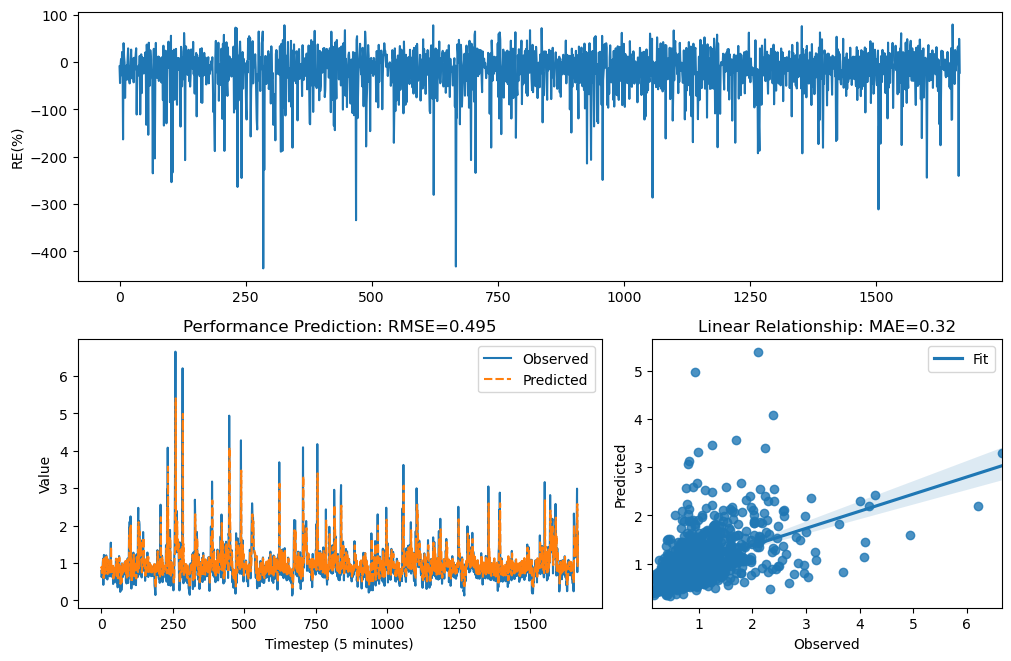 100
0
−100
−200
−300
−400
RE(%)
0 250 500 750 1000 1250 1500
Performance Prediction: RMSE=0.495
Observed
Predicted
6
5
4
3
2
1
0
Value
0 250 500 750 1000 1250 1500
Timestep (5 minutes)
Linear Relationship: MAE=0.32
Fit
5
4
3
2
1
Predicted
1 2 3 4 5 6
Observed